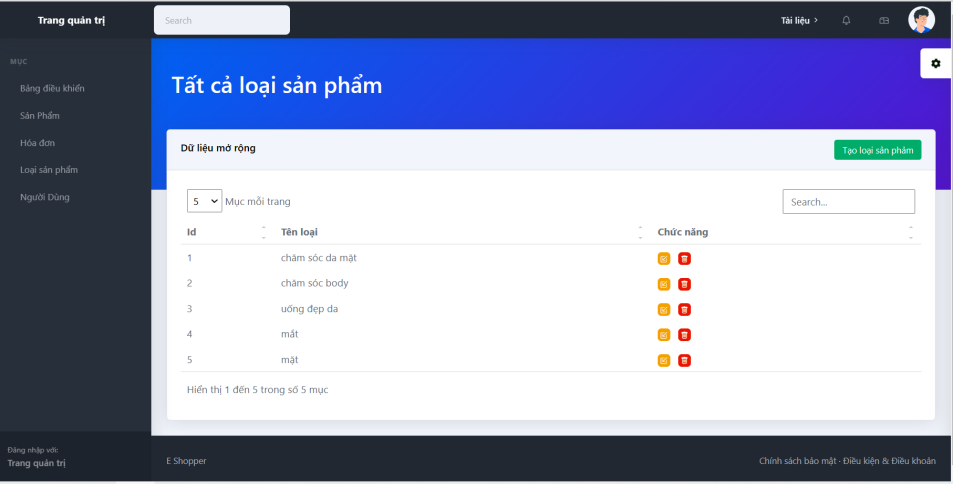 Trang quản trị
Search
Tài liệu >
MỤC
Bảng điều khiển
Sản Phẩm
Hóa đơn
Loại sản phẩm
Người Dùng
Tất cả loại sản phẩm
Dữ liệu mở rộng
Tạo loại sản phảm
5 Mục mỗi trang
Search...
Id Tên loại Chức năng
1 chăm sóc da mặt
2 chăm sóc body
3 uống đẹp da
4 mắt
5 mặt
Hiển thị 1 đến 5 trong số 5 mục
Đăng nhập với:
Trang quản trị
E Shopper
Chính sách bảo mật · Điều kiện & Điều khoản